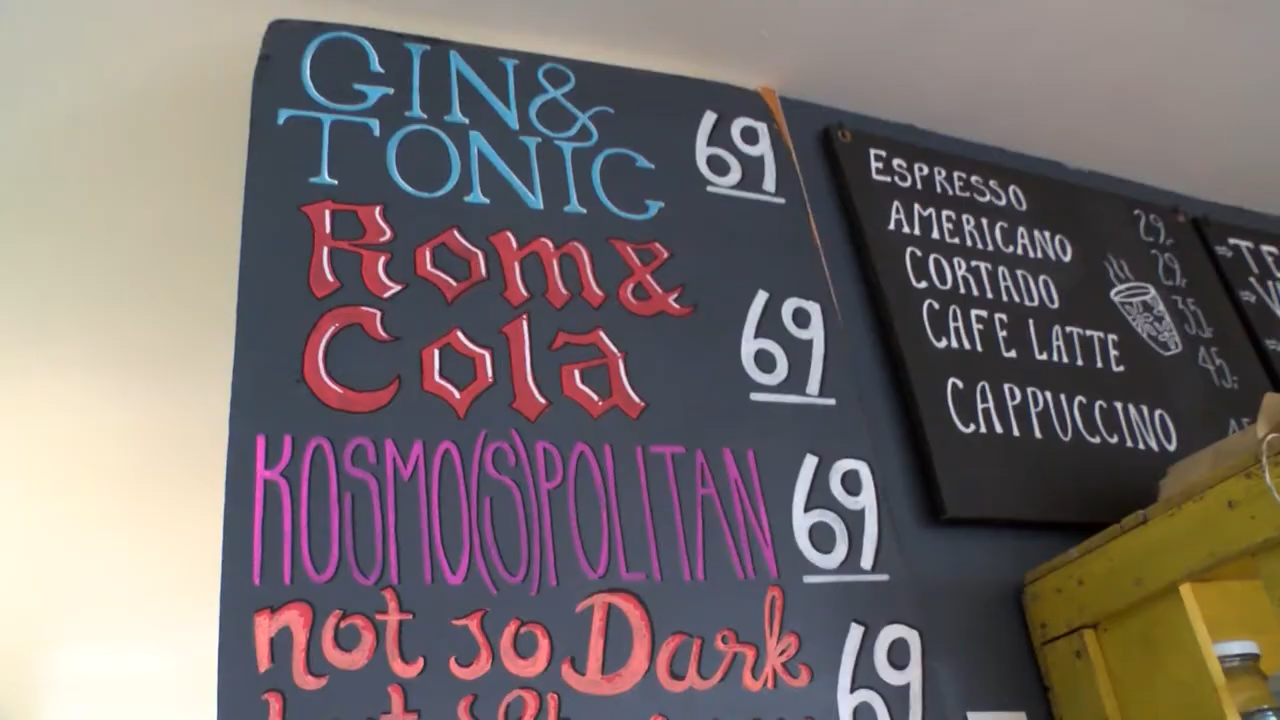 GIN&
TONIC
69
Rom&
Cola
69
KOSMO(S)POLITAN
69
not so Dark
69
ESPRESSO
29,-
AMERICANO
29,-
CORTADO
35,-
CAFE LATTE
45,-
CAPPUCCINO